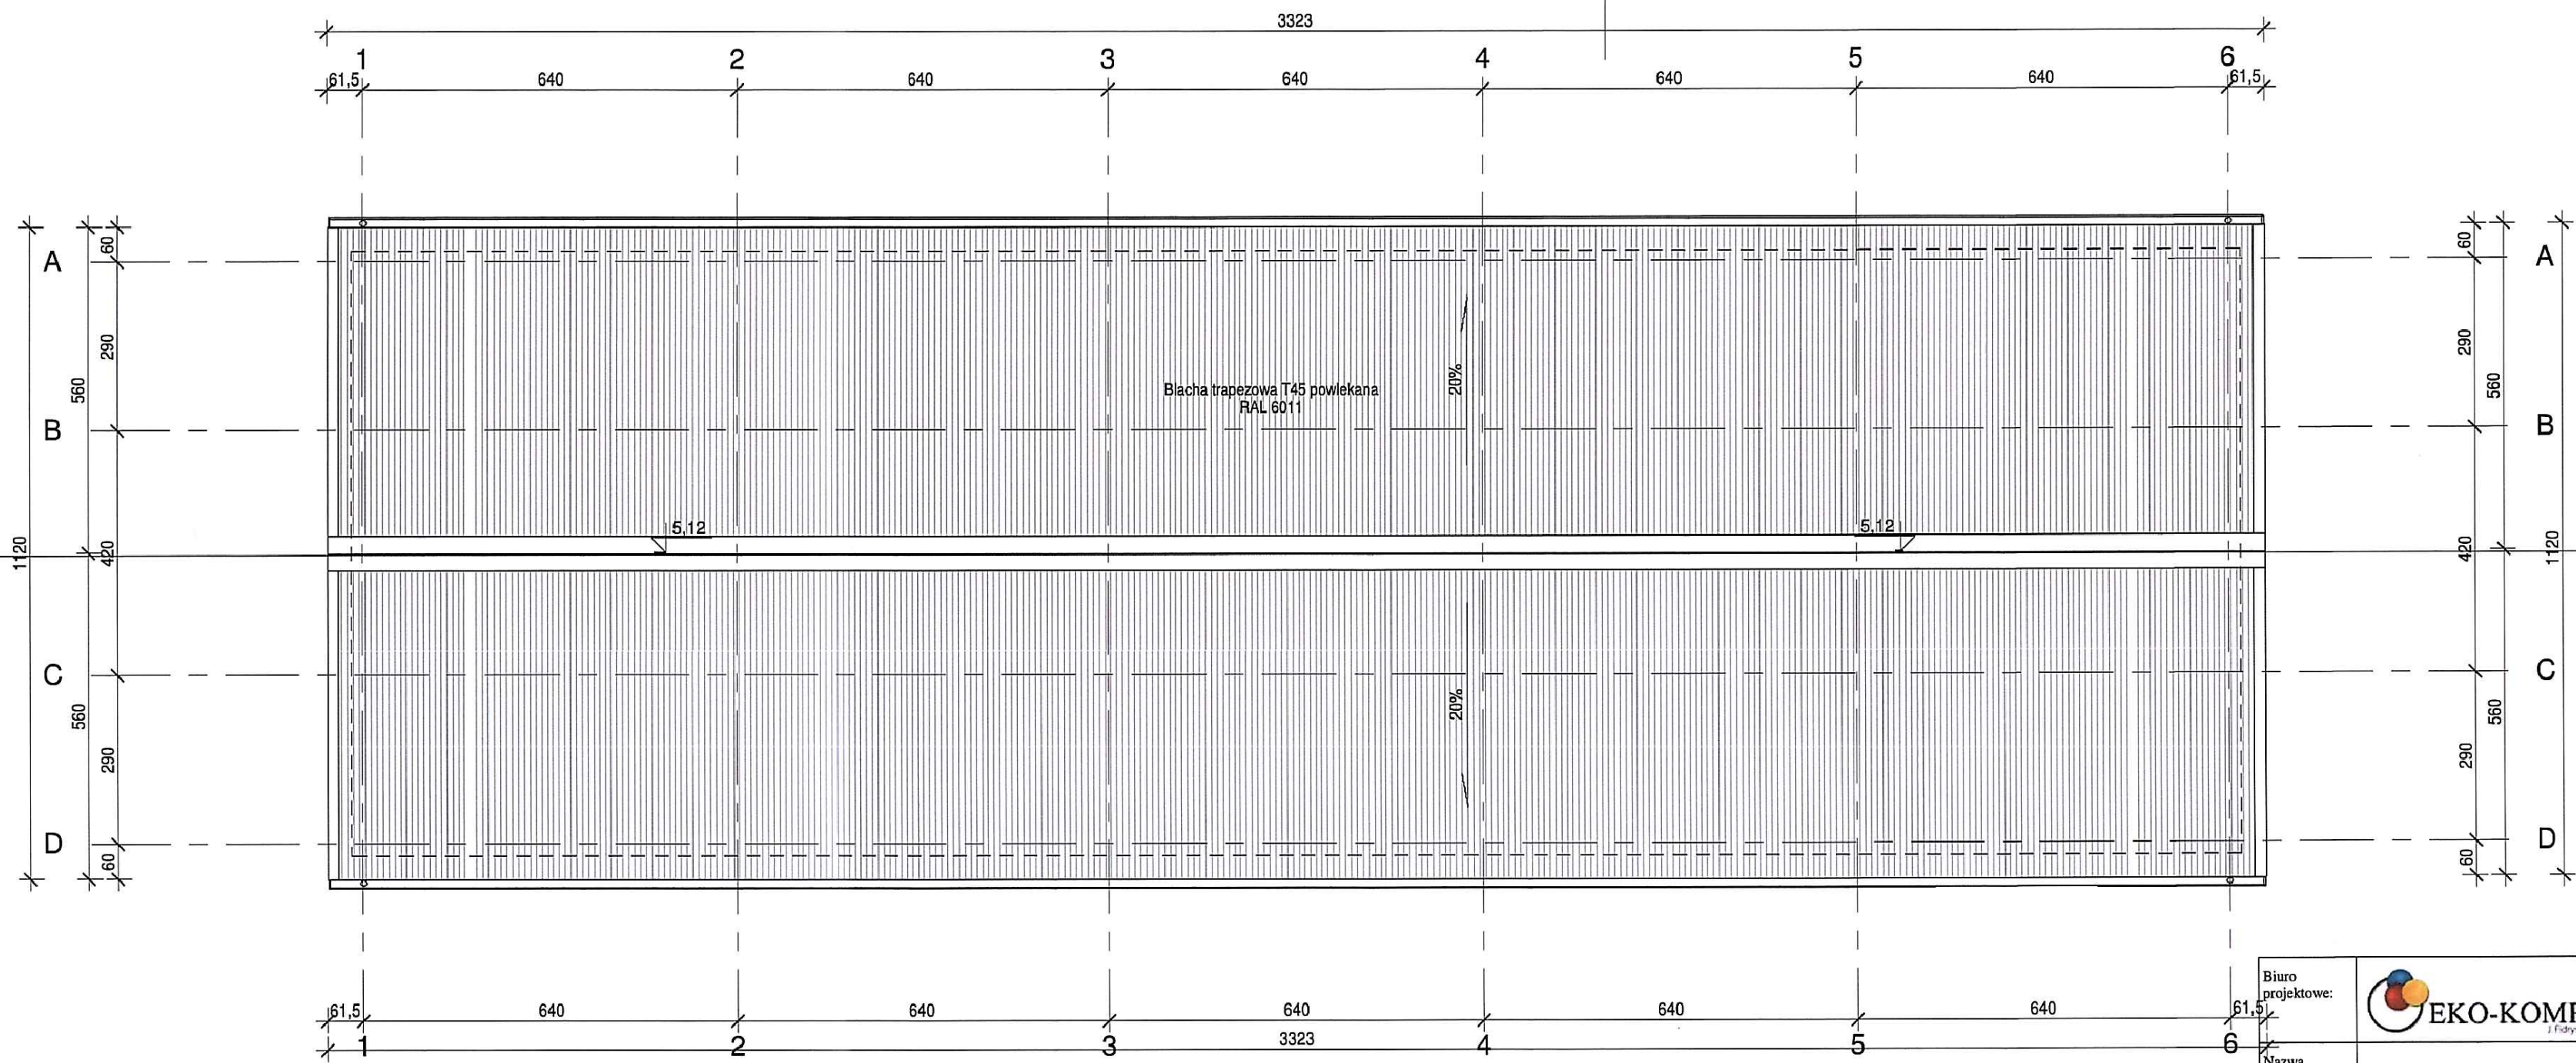 3323
1 2 3 4 5 6
61,5 640 640 640 640 640 61,5
A 60 60 A
290 290
560 560
Blacha trapezowa T45 powlekana
RAL 6011
20%
B B
5,12 5,12
1120 420 420 1120
C C
20%
560 560
290 290
D 60 60 D
61,5 640 640 640 640 640 61,5
3323
1 2 3 4 5 6
Biuro
projektowe:
EKO-KOMP
Nazwa